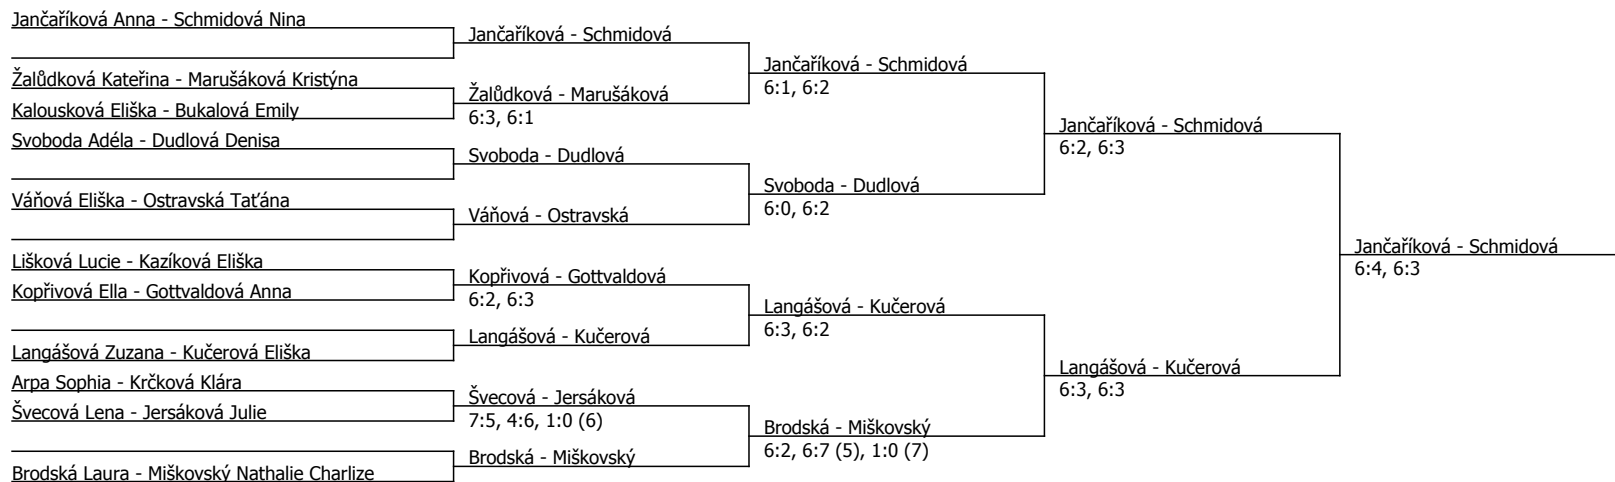 Jančaříková Anna - Schmidová Nina
Žalůdková Kateřina - Marušáková Kristýna
Kalousková Eliška - Bukalová Emily
Svoboda Adéla - Dudlová Denisa
Váňová Eliška - Ostravská Taťána
Lišková Lucie - Kazíková Eliška
Kopřivová Ella - Gottvaldová Anna
Langášová Zuzana - Kučerová Eliška
Arpa Sophia - Krčková Klára
Švecová Lena - Jersáková Julie
Brodská Laura - Miškovský Nathalie Charlize
Jančaříková - Schmidová
Žalůdková - Marušáková
6:3, 6:1
Svoboda - Dudlová
Váňová - Ostravská
Kopřivová - Gottvaldová
6:2, 6:3
Langášová - Kučerová
Švecová - Jersáková
7:5, 4:6, 1:0 (6)
Brodská - Miškovský
Jančaříková - Schmidová
6:1, 6:2
Svoboda - Dudlová
6:0, 6:2
Langášová - Kučerová
6:3, 6:2
Brodská - Miškovský
6:2, 6:7 (5), 1:0 (7)
Jančaříková - Schmidová
6:2, 6:3
Langášová - Kučerová
6:3, 6:3
Jančaříková - Schmidová
6:4, 6:3